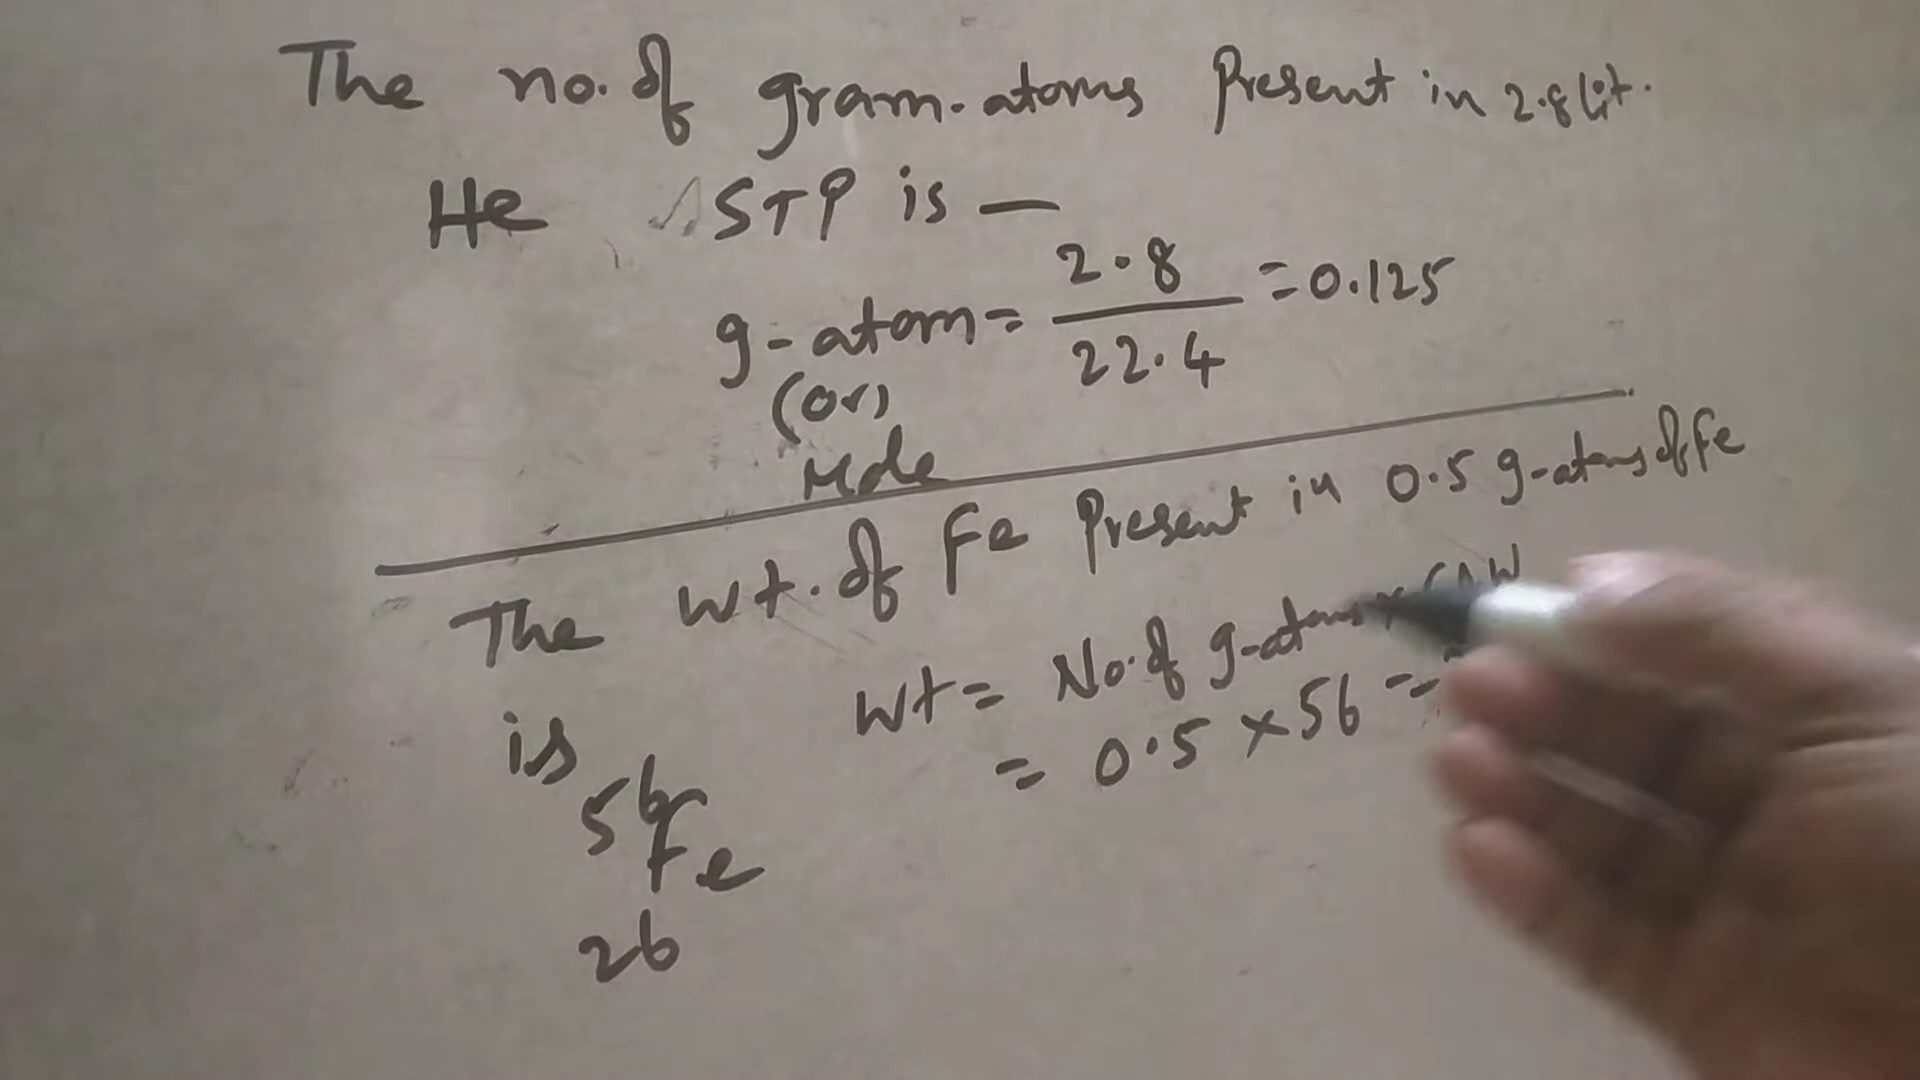 The no. of gram-atoms Present in 2.8 lit.
He STP is —
g-atom = 2.8 / 22.4 = 0.125
(or)
Mole
The wt. of Fe Present in 0.5 g-atoms of Fe
is
Wt = No. of g-atoms × GAW
= 0.5 × 56 =
56
Fe
26